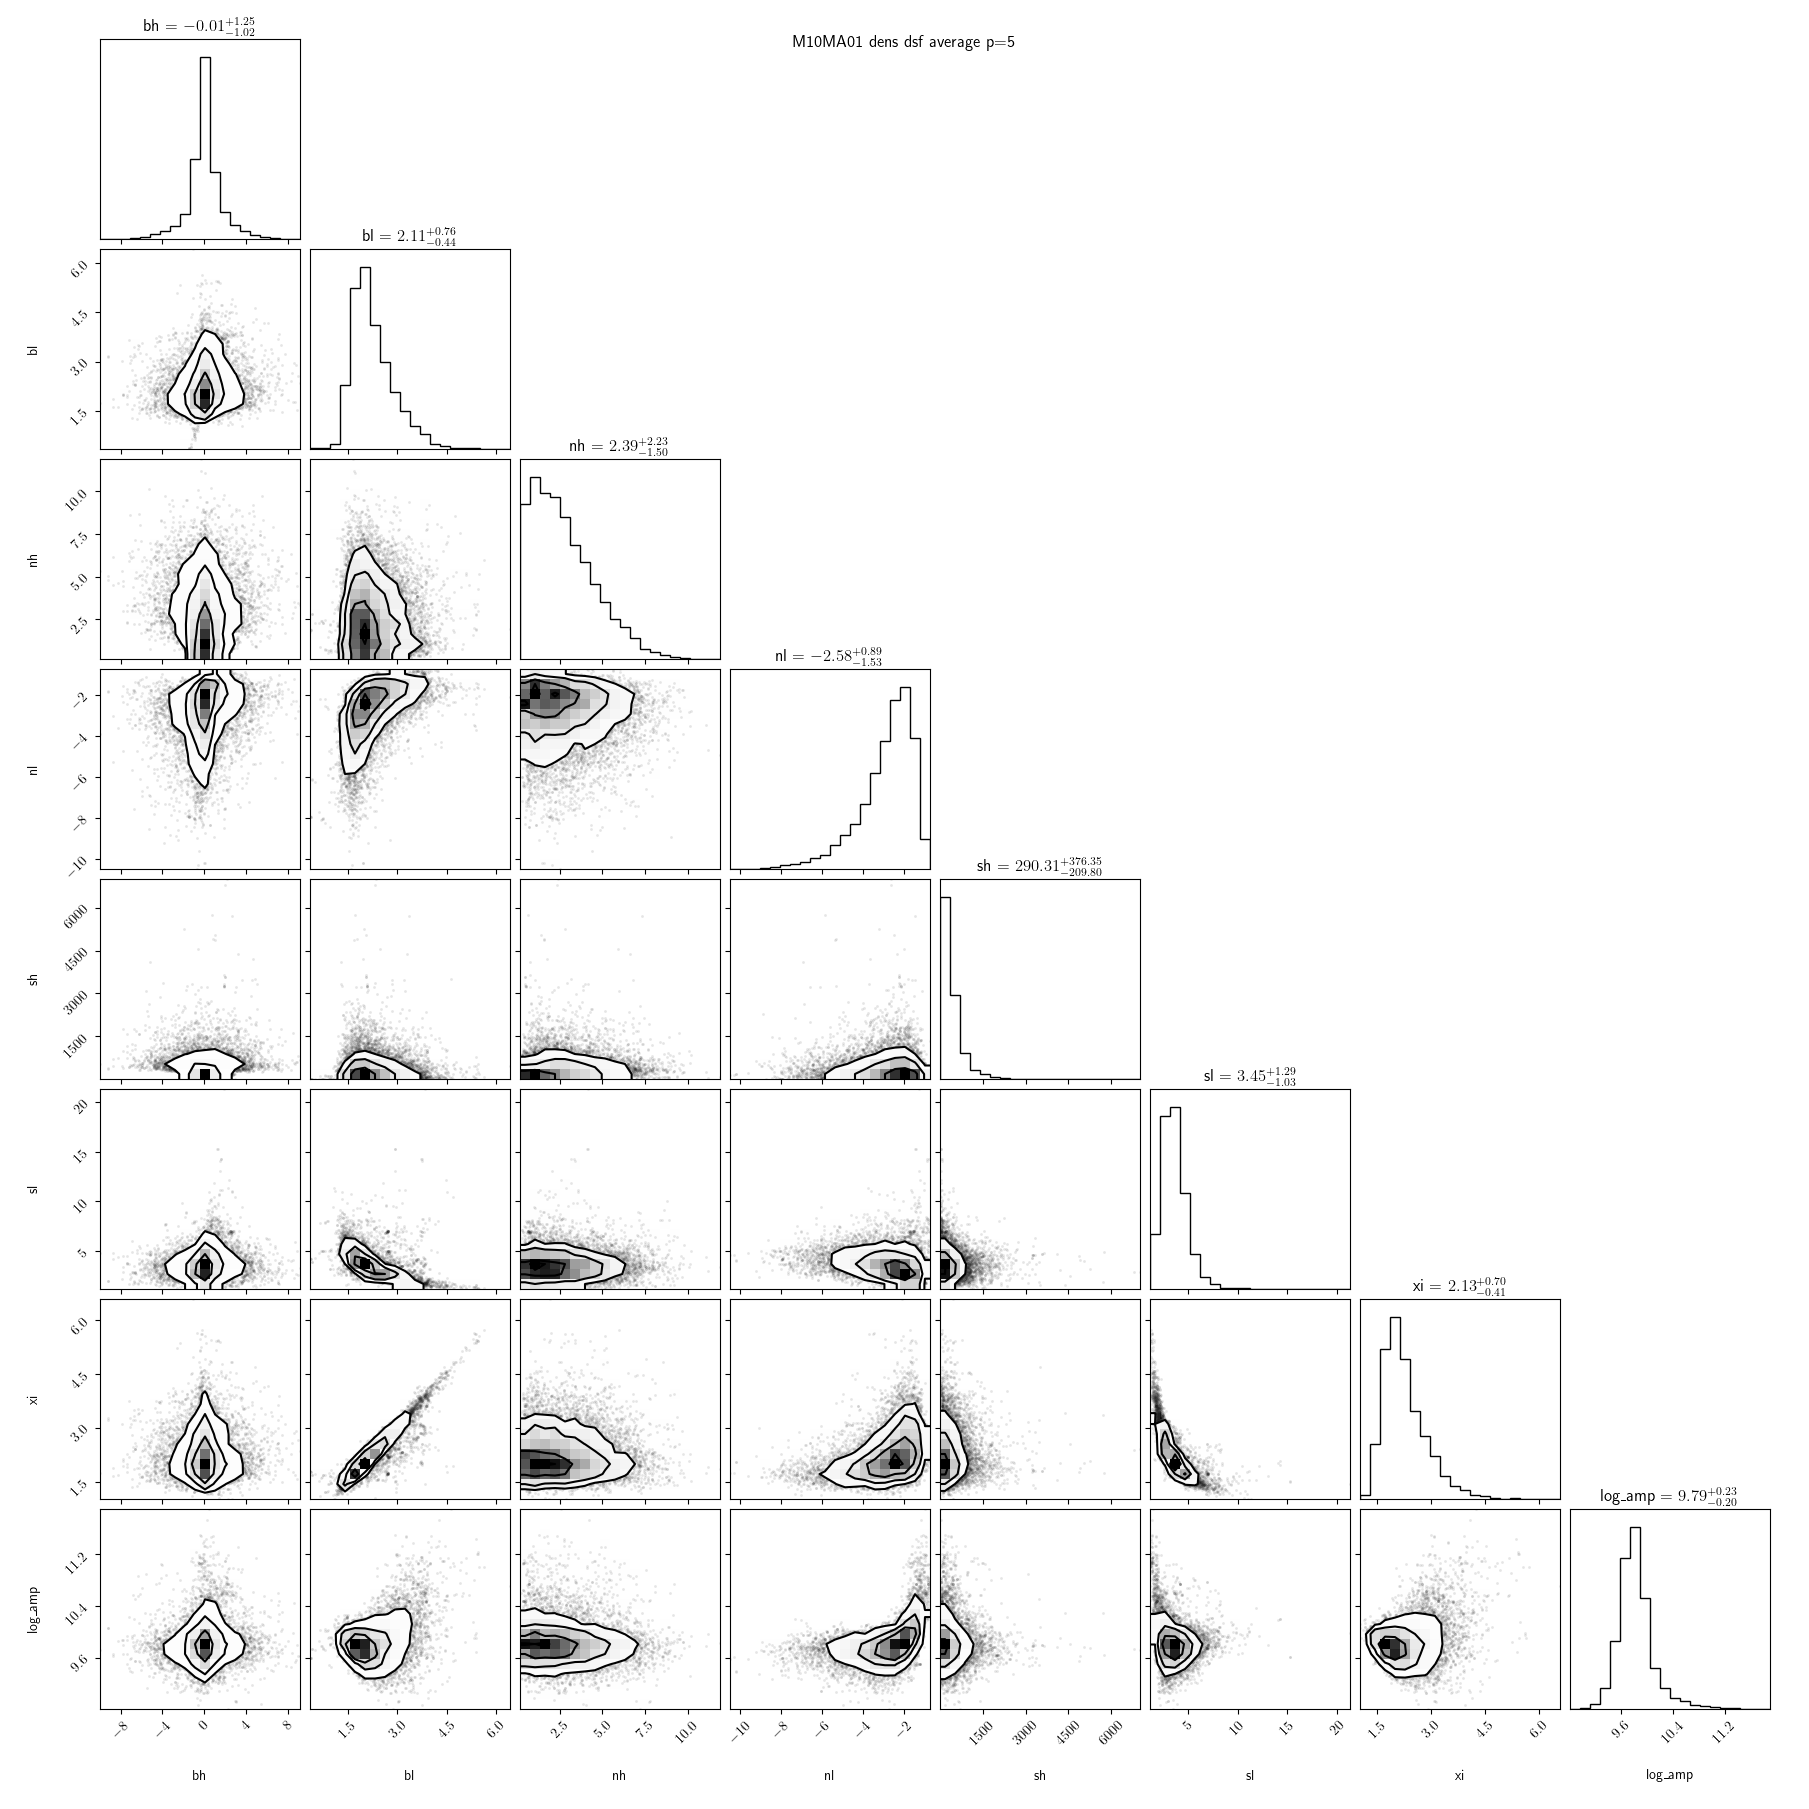 bh = −0.01+1.25−1.02
M10MA01 dens dsf average p=5
bl = 2.11+0.76−0.44
6.0
4.5
3.0
1.5
bl
nh = 2.39+2.23−1.50
10.0
7.5
5.0
2.5
nh
nl = −2.58+0.89−1.53
−2
−4
−6
−8
−10
nl
sh = 290.31+376.35−209.80
6000
4500
3000
1500
sh
sl = 3.45+1.29−1.03
20
15
10
5
sl
xi = 2.13+0.70−0.41
6.0
4.5
3.0
1.5
xi
log_amp = 9.79+0.23−0.20
11.2
10.4
9.6
log_amp
−8 −4 0 4 8 1.5 3.0 4.5 6.0 2.5 5.0 7.5 10.0 −10 −8 −6 −4 −2 1500 3000 4500 6000 5 10 15 20 1.5 3.0 4.5 6.0 9.6 10.4 11.2
bh bl nh nl sh sl xi log_amp